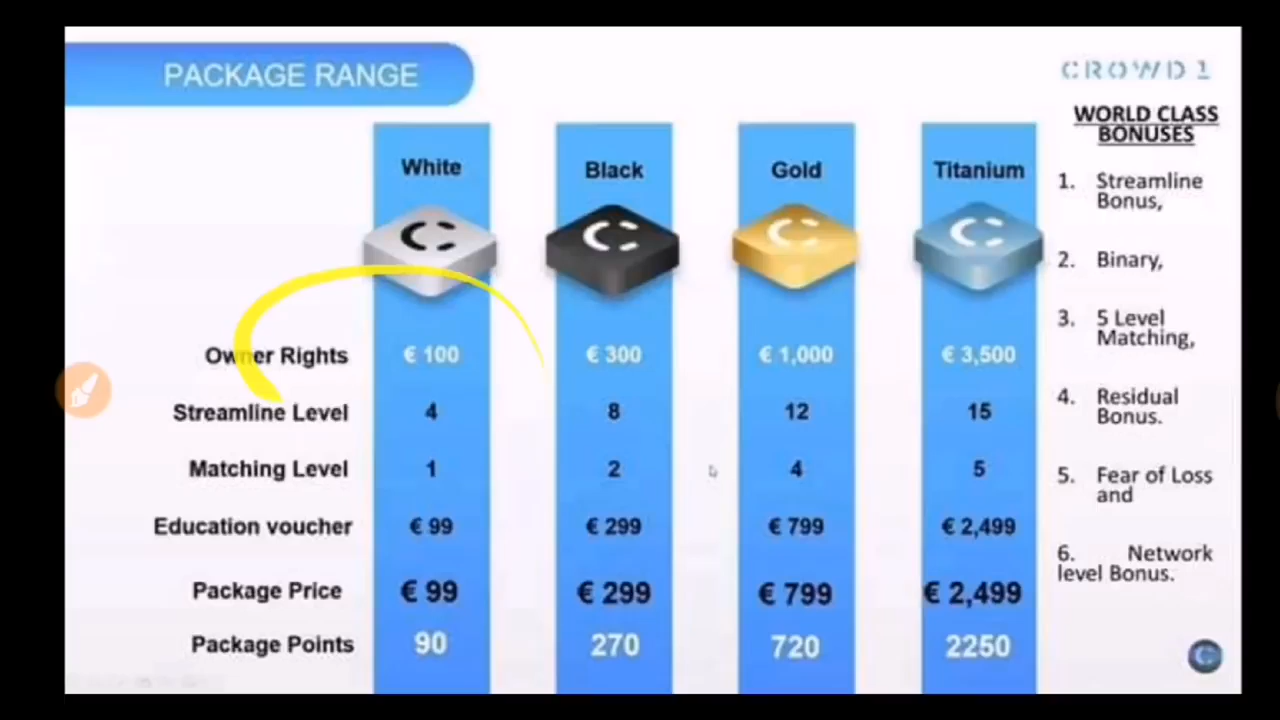 PACKAGE RANGE
CROWD1
WORLD CLASS
BONUSES
White Black Gold Titanium
Owner Rights € 100 € 300 € 1,000 € 3,500
Streamline Level 4 8 12 15
Matching Level 1 2 4 5
Education voucher € 99 € 299 € 799 € 2,499
Package Price € 99 € 299 € 799 € 2,499
Package Points 90 270 720 2250
1. Streamline
Bonus,
2. Binary,
3. 5 Level
Matching,
4. Residual
Bonus.
5. Fear of Loss
and
6. Network
level Bonus.